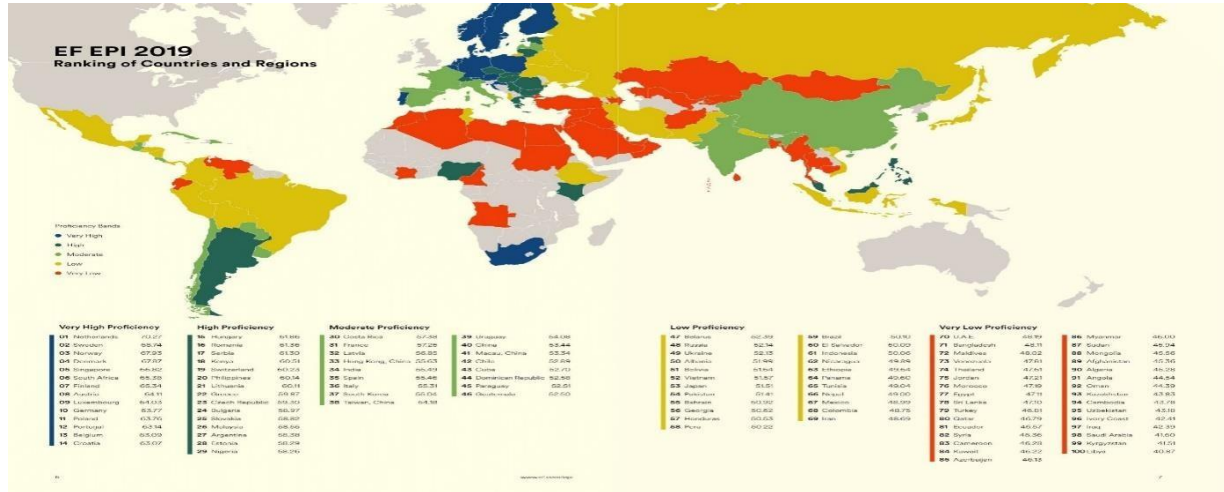 EF EPI 2019
Ranking of Countries and Regions
Proficiency Bands
Very High
High
Moderate
Low
Very Low
Very High Proficiency
01 Netherlands 70.27
02 Sweden 68.74
03 Norway 67.93
04 Denmark 67.87
05 Singapore 66.82
06 South Africa 65.38
07 Finland 65.34
08 Austria 64.11
09 Luxembourg 64.03
10 Germany 63.77
11 Poland 63.76
12 Portugal 63.14
13 Belgium 63.09
14 Croatia 63.07
High Proficiency
15 Hungary 61.86
16 Romania 61.36
17 Serbia 61.30
18 Kenya 60.51
19 Switzerland 60.23
20 Philippines 60.14
21 Lithuania 60.11
22 Greece 59.87
23 Czech Republic 59.30
24 Bulgaria 58.97
25 Slovakia 58.82
26 Malaysia 58.55
27 Argentina 58.38
28 Estonia 58.29
29 Nigeria 58.26
Moderate Proficiency
30 Costa Rica 57.38
31 France 57.25
32 Latvia 56.85
33 Hong Kong, China 55.63
34 India 55.49
35 Spain 55.46
36 Italy 55.31
37 South Korea 55.04
38 Taiwan, China 54.18
39 Uruguay 54.08
40 China 53.44
41 Macau, China 53.34
42 Chile 52.89
43 Cuba 52.70
44 Dominican Republic 52.58
45 Paraguay 52.51
46 Guatemala 52.50
Low Proficiency
47 Belarus 52.39
48 Russia 52.14
49 Ukraine 52.13
50 Albania 51.99
51 Bolivia 51.64
52 Vietnam 51.57
53 Japan 51.51
54 Pakistan 51.41
55 Bahrain 50.92
56 Georgia 50.62
57 Honduras 50.53
58 Peru 50.22
59 Brazil 50.10
60 El Salvador 50.09
61 Indonesia 50.06
62 Nicaragua 49.89
63 Ethiopia 49.64
64 Panama 49.60
65 Tunisia 49.04
66 Nepal 49.00
67 Mexico 48.99
68 Colombia 48.75
69 Iran 48.69
Very Low Proficiency
70 U.A.E. 48.19
71 Bangladesh 48.11
72 Maldives 48.02
73 Venezuela 47.81
74 Thailand 47.61
75 Jordan 47.21
76 Morocco 47.19
77 Egypt 47.11
78 Sri Lanka 47.10
79 Turkey 46.81
80 Qatar 46.79
81 Ecuador 46.57
82 Syria 46.36
83 Cameroon 46.28
84 Kuwait 46.22
85 Azerbaijan 46.13
86 Myanmar 46.00
87 Sudan 45.94
88 Mongolia 45.56
89 Afghanistan 45.36
90 Algeria 45.28
91 Angola 44.54
92 Oman 44.39
93 Kazakhstan 43.83
94 Cambodia 43.78
95 Uzbekistan 43.18
96 Ivory Coast 42.41
97 Iraq 42.39
98 Saudi Arabia 41.60
99 Kyrgyzstan 41.51
100 Libya 40.87